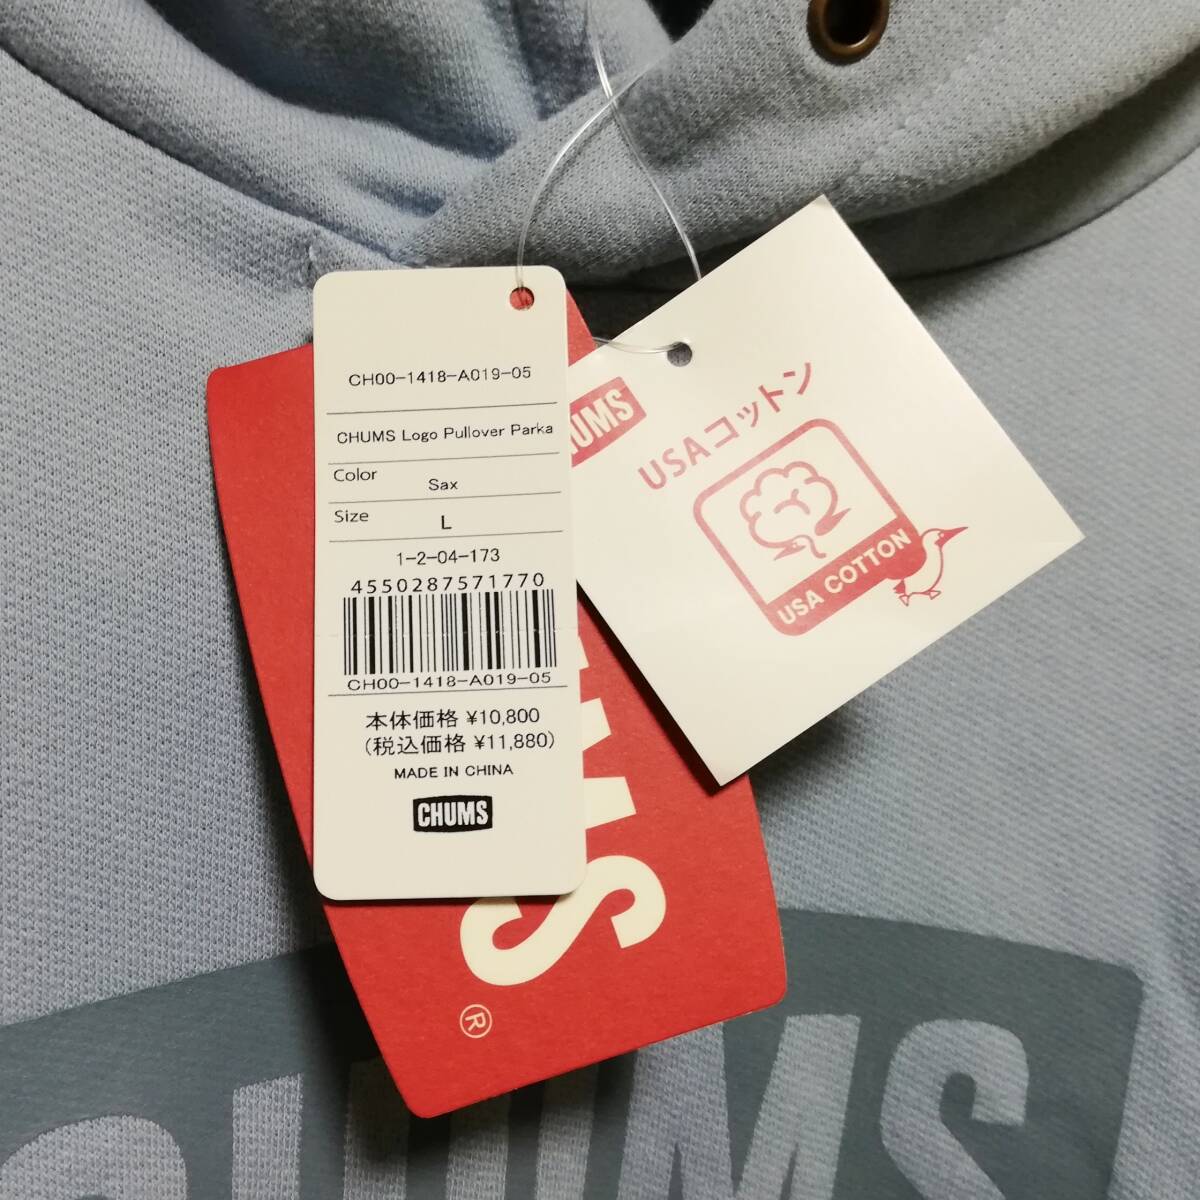 CH00-1418-A019-05
CHUMS Logo Pullover Parka
Color Sax
Size L
1-2-04-173
4550287571770
CH00-1418-A019-05
本体価格 ¥10,800
(税込価格 ¥11,880)
MADE IN CHINA
CHUMS
CHUMS
USAコットン
USA COTTON
MS
®
CHUMS